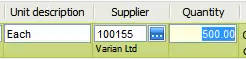 Unit description Supplier Quantity
Each 100155 ... 500.00
Varian Ltd